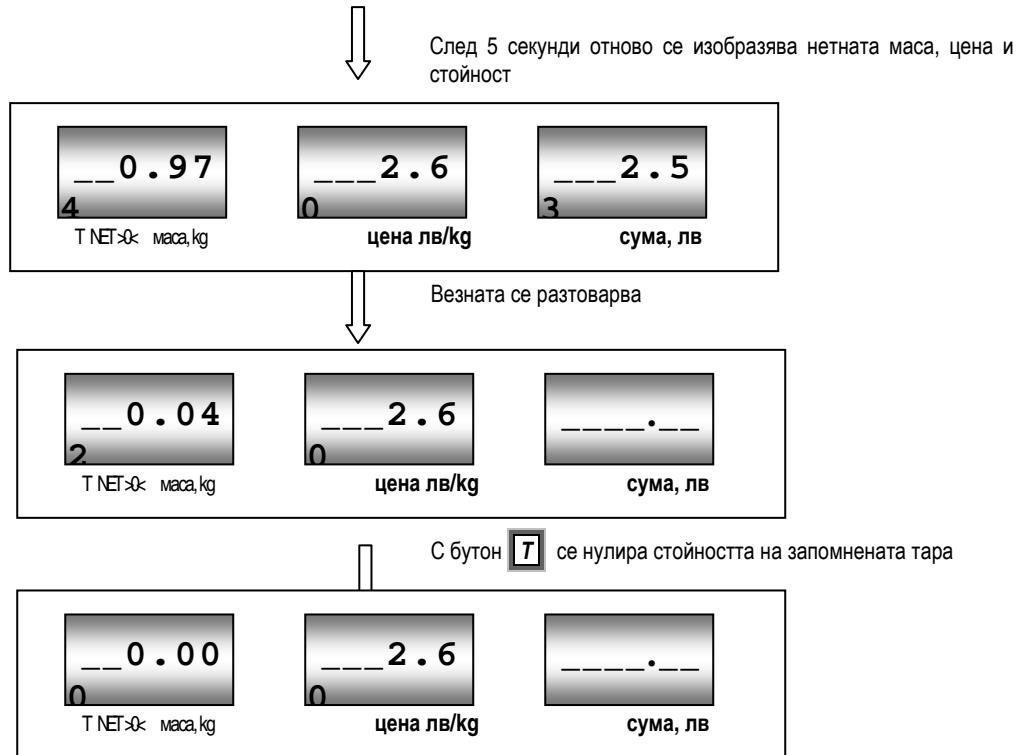 След 5 секунди отново се изобразява нетната маса, цена и
стойност
__0.97 ___2.6 ___2.5
4 0 3
T NET>0< маса,kg цена лв/kg сума, лв
Везната се разтоварва
__0.04 ___2.6 ____.__
2 0
T NET>0< маса,kg цена лв/kg сума, лв
С бутон T се нулира стойността на запомнената тара
__0.00 ___2.6 ____.__
0 0
T NET>0< маса,kg цена лв/kg сума, лв